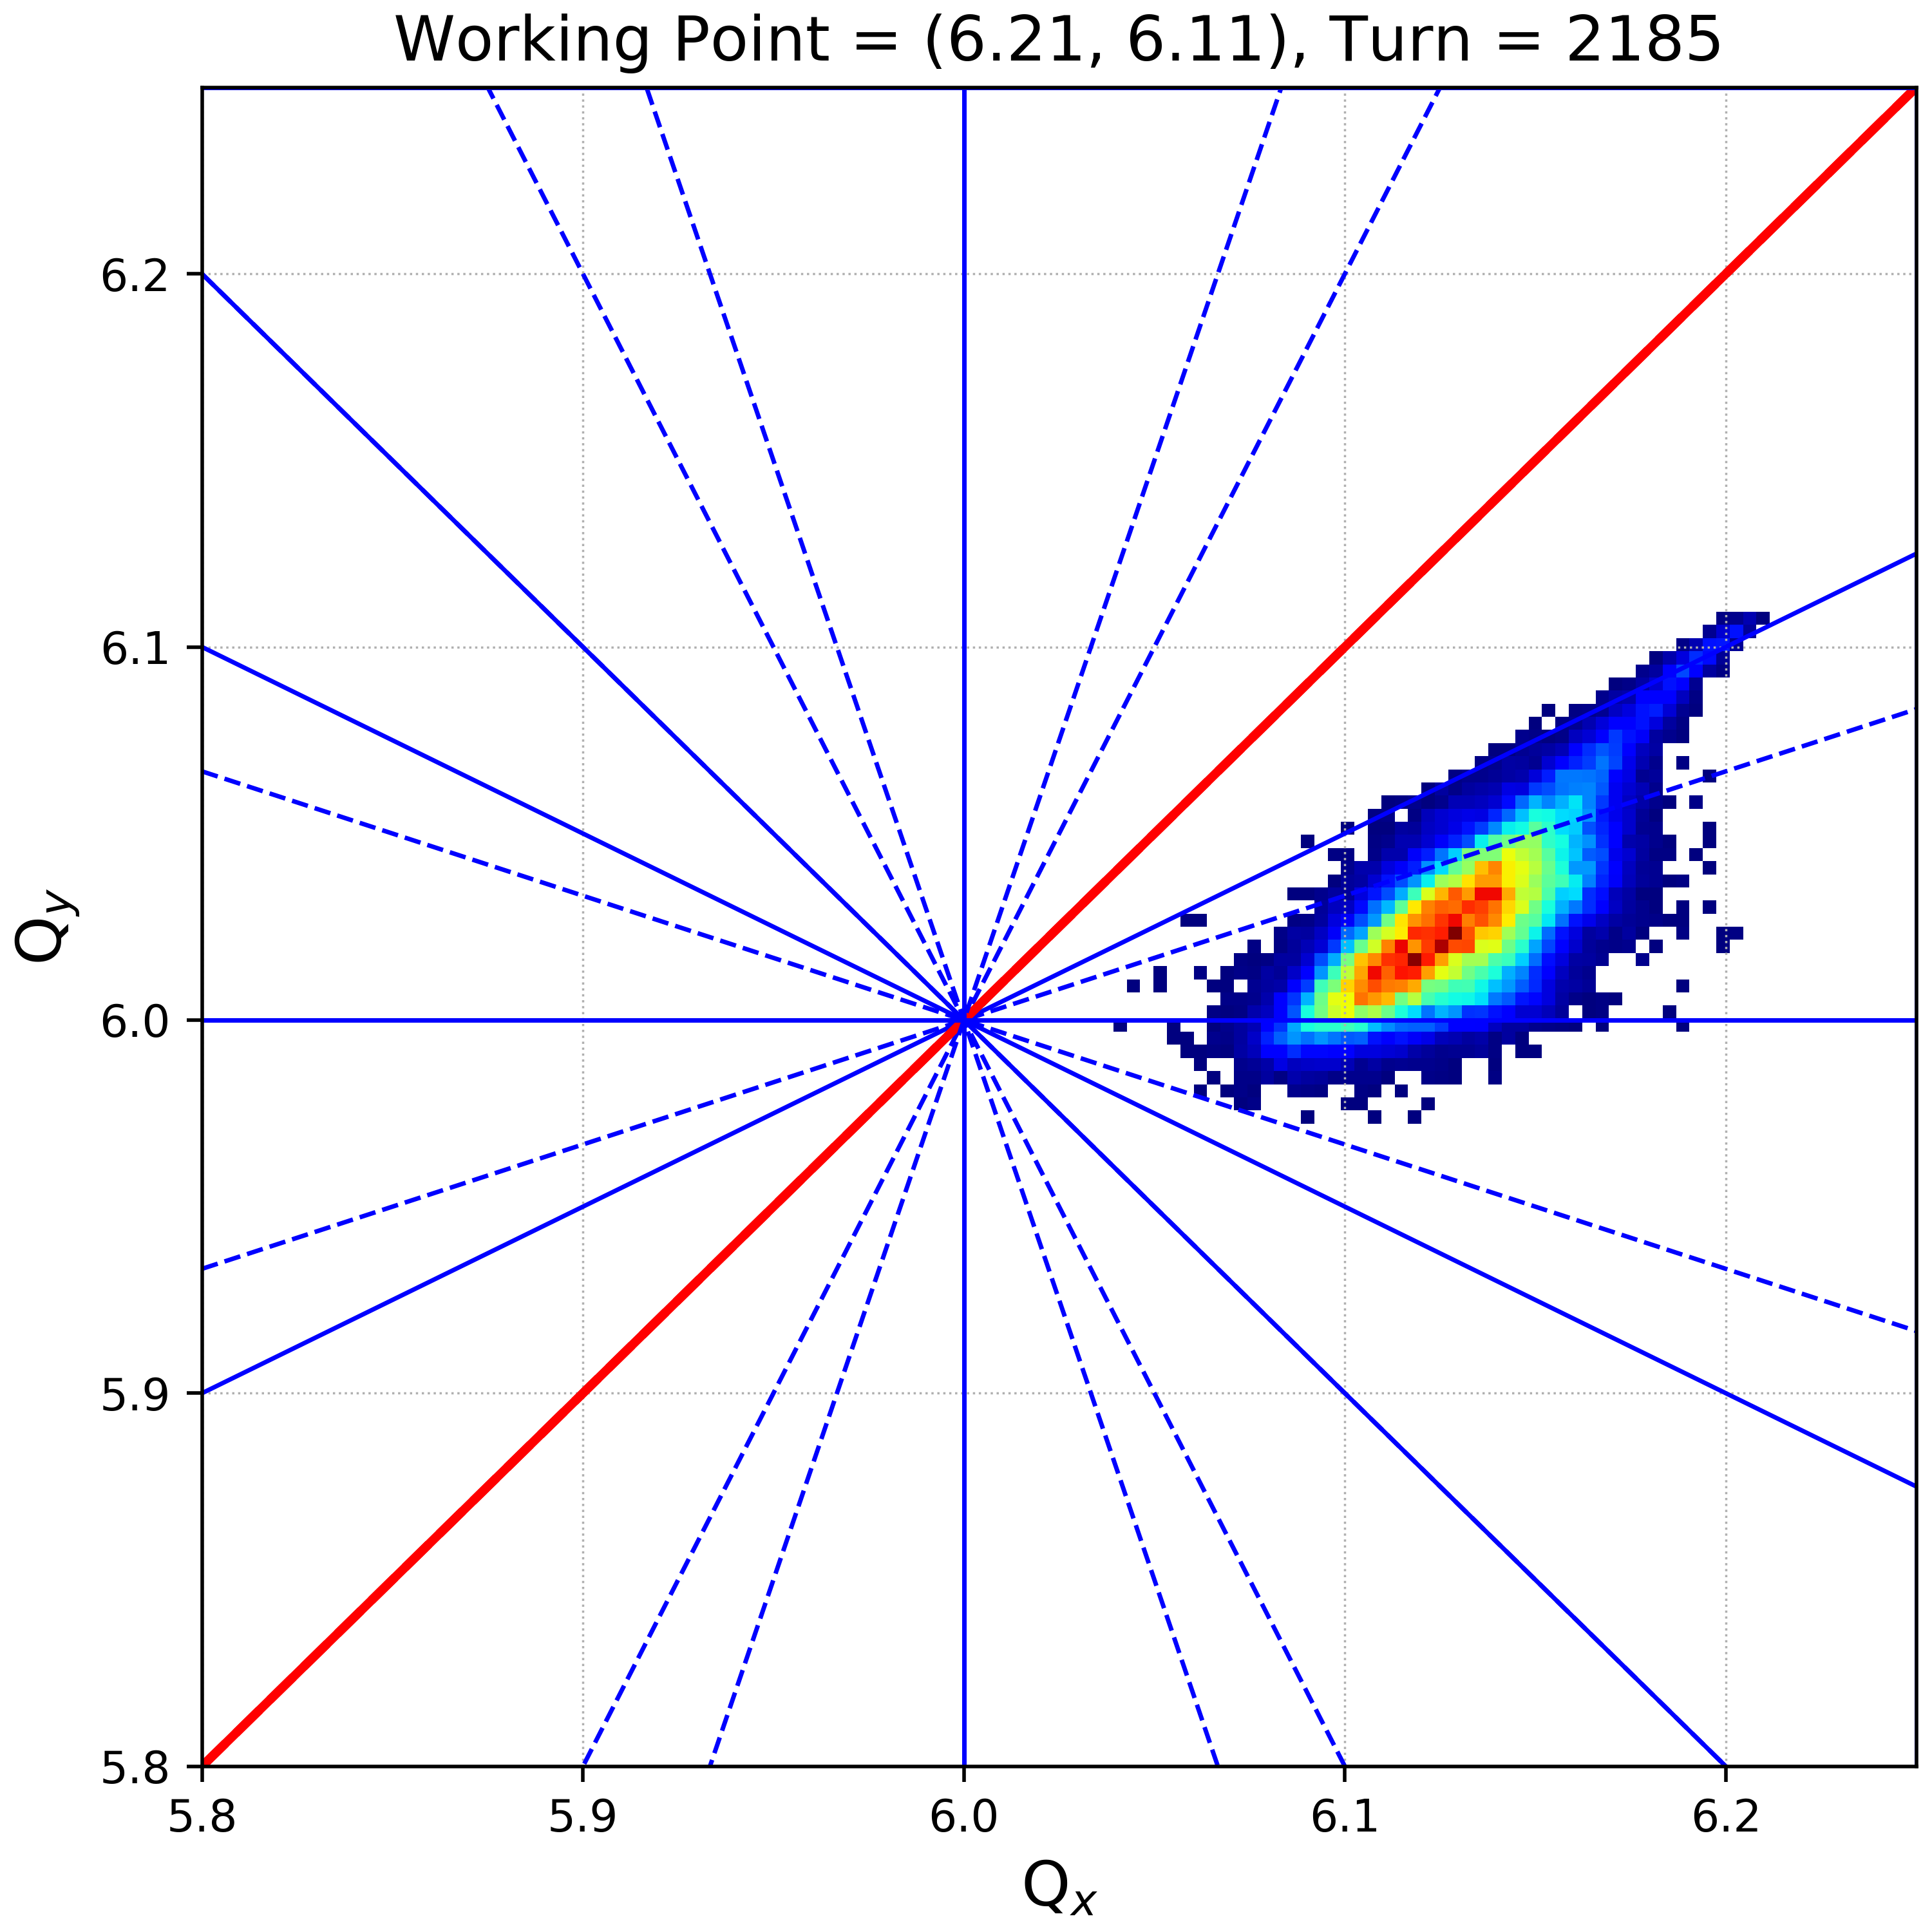 Working Point = (6.21, 6.11), Turn = 2185
6.2
6.1
6.0
5.9
5.8
Qy
5.8 5.9 6.0 6.1 6.2
Qx